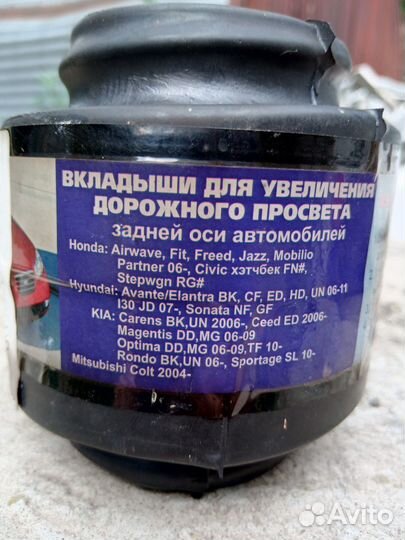 ВКЛАДЫШИ ДЛЯ УВЕЛИЧЕНИЯ
ДОРОЖНОГО ПРОСВЕТА
задней оси автомобилей
Honda: Airwave, Fit, Freed, Jazz, Mobilio
Partner 06-, Civic хэтчбек FN#,
Stepwgn RG#
Hyundai: Avante/Elantra BK, CF, ED, HD, UN 06-11
I30 JD 07-, Sonata NF, GF
KIA: Carens BK,UN 2006-, Ceed ED 2006-
Magentis DD,MG 06-09
Optima DD,MG 06-09,TF 10-
Rondo BK,UN 06-, Sportage SL 10-
Mitsubishi Colt 2004-
Avito